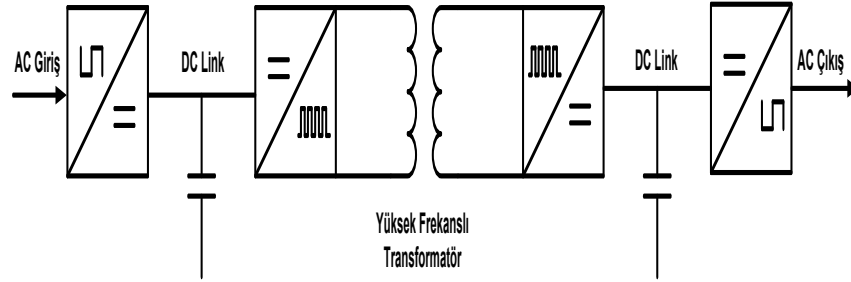 AC Giriş
DC Link
DC Link
AC Çıkış
Yüksek Frekanslı
Transformatör